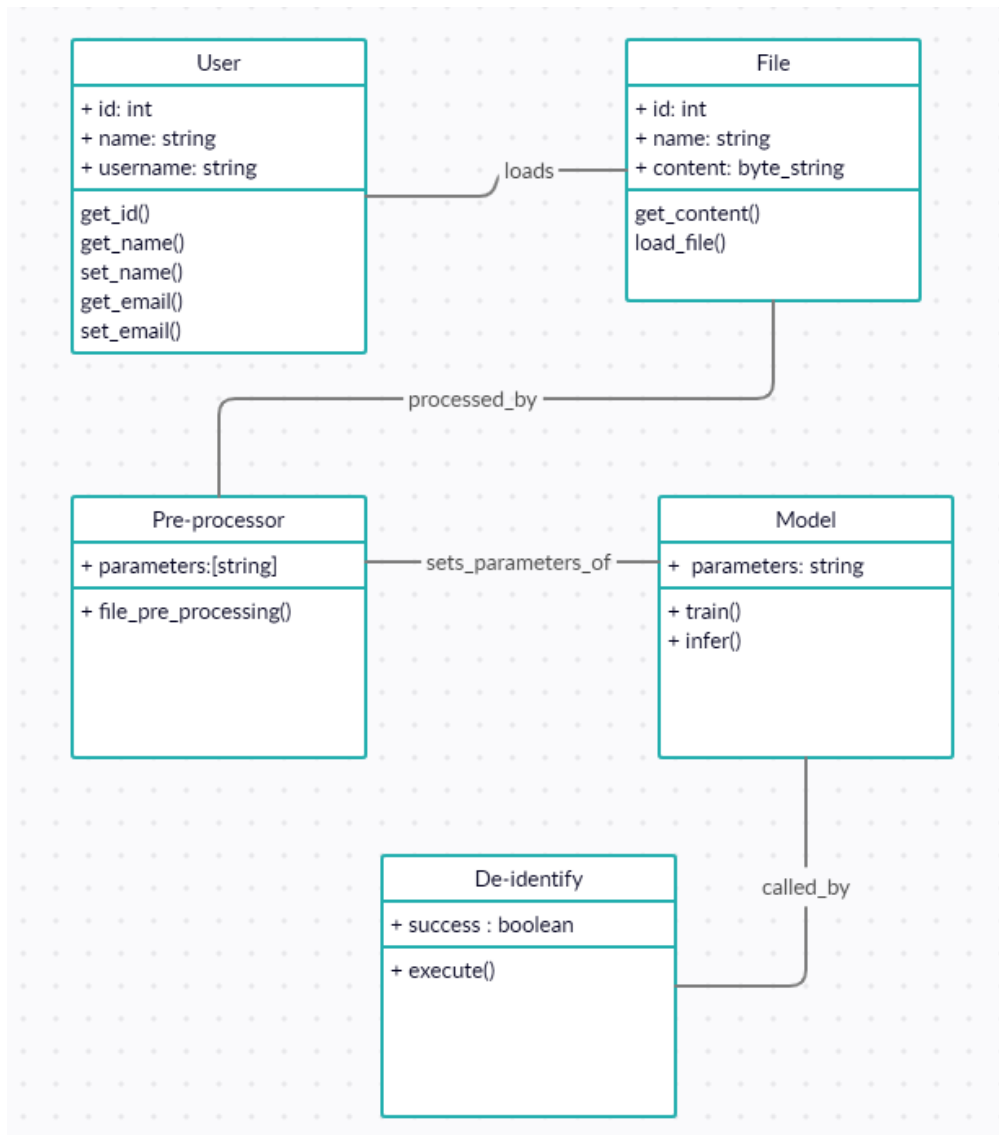 User
+ id: int
+ name: string
+ username: string
get_id()
get_name()
set_name()
get_email()
set_email()
loads
File
+ id: int
+ name: string
+ content: byte_string
get_content()
load_file()
processed_by
Pre-processor
+ parameters:[string]
+ file_pre_processing()
sets_parameters_of
Model
+ parameters: string
+ train()
+ infer()
called_by
De-identify
+ success : boolean
+ execute()